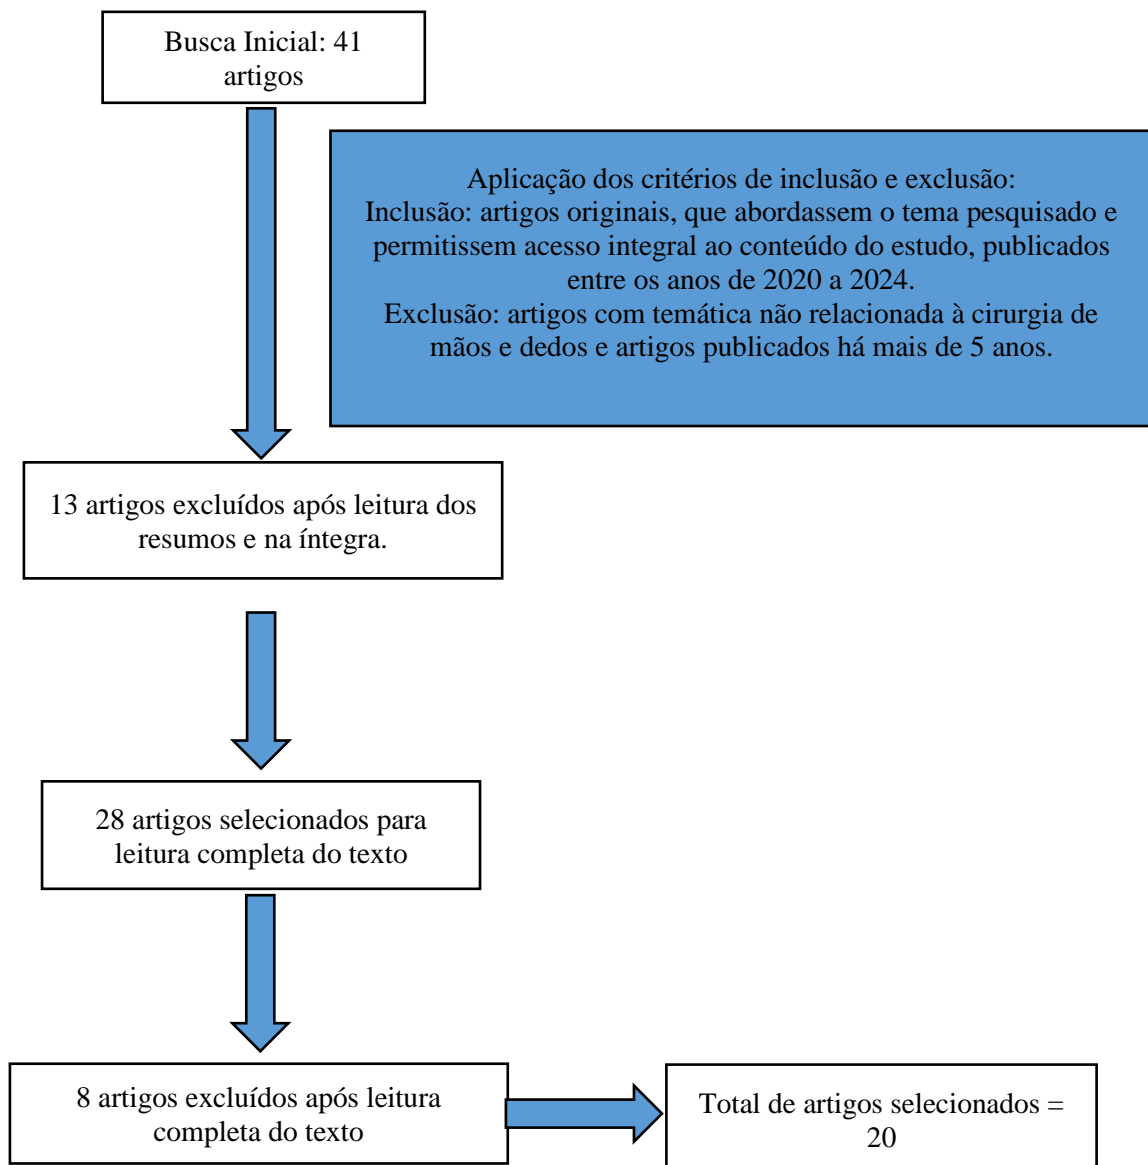 Busca Inicial: 41
artigos
Aplicação dos critérios de inclusão e exclusão:
Inclusão: artigos originais, que abordassem o tema pesquisado e
permitissem acesso integral ao conteúdo do estudo, publicados
entre os anos de 2020 a 2024.
Exclusão: artigos com temática não relacionada à cirurgia de
mãos e dedos e artigos publicados há mais de 5 anos.
13 artigos excluídos após leitura dos
resumos e na íntegra.
28 artigos selecionados para
leitura completa do texto
8 artigos excluídos após leitura
completa do texto
Total de artigos selecionados =
20